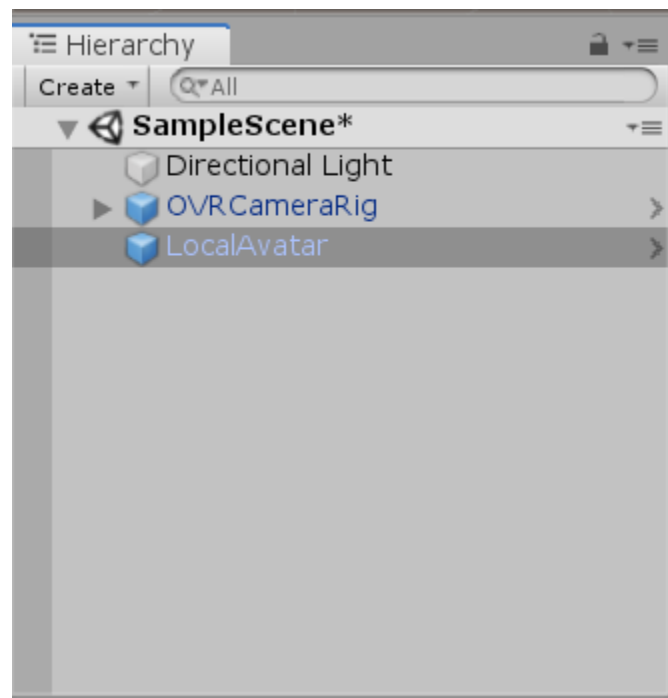 Hierarchy
Create All
SampleScene*
Directional Light
OVRCameraRig
LocalAvatar